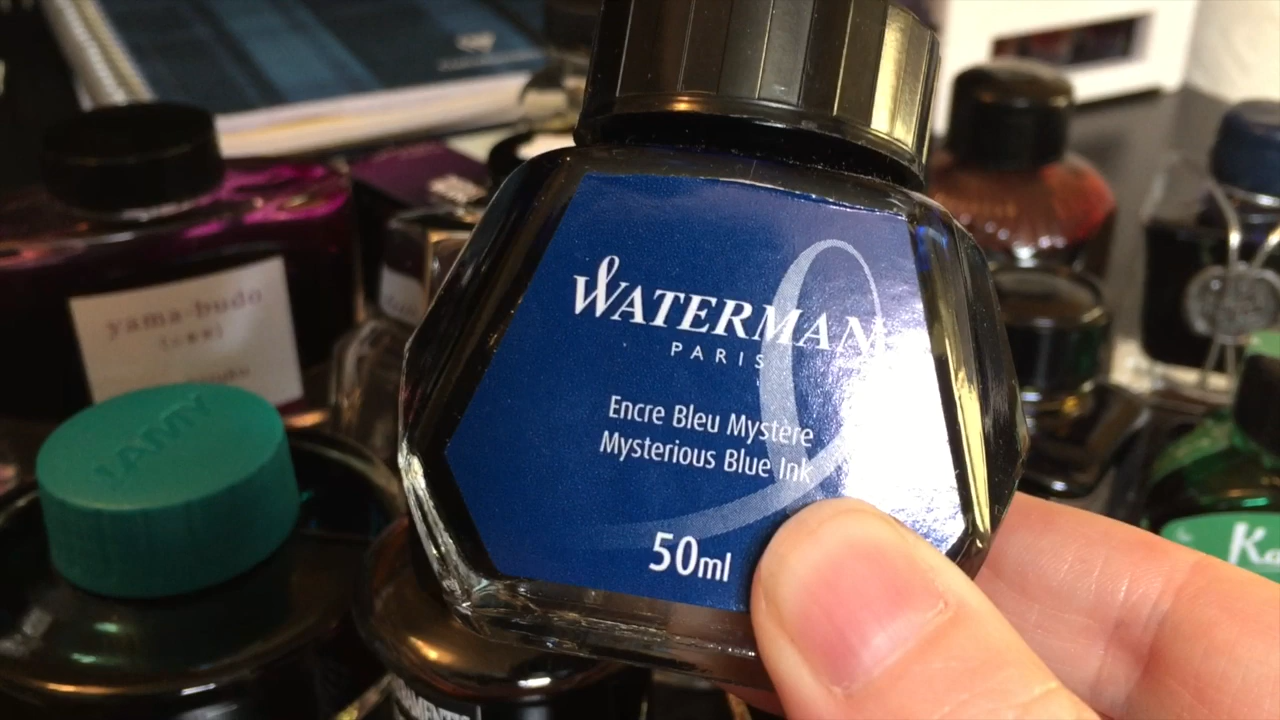 WATERMAN
PARIS
Encre Bleu Mystère
Mysterious Blue Ink
50ml
yama-budo
LAMY
K